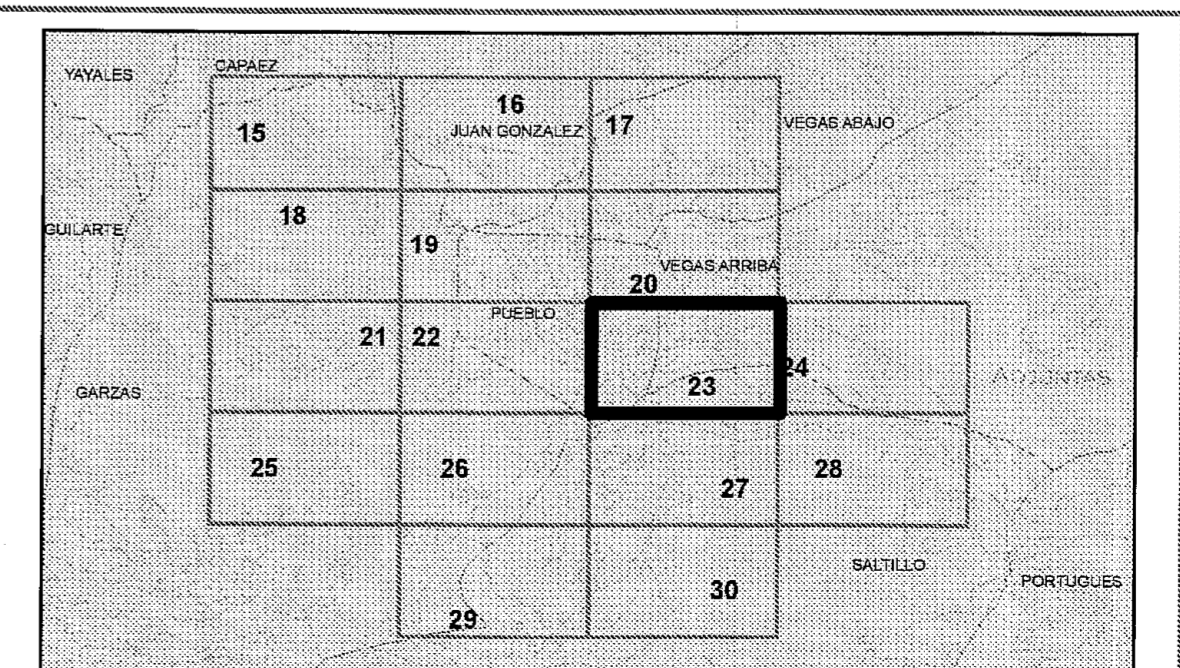 CAPAEZ
YAYALES
16
15
JUAN GONZALEZ
17
VEGAS ABAJO
18
GUILARTE
19
VEGAS ARRIBA
20
PUEBLO
21
22
24
ADJUNTAS
23
GARZAS
25
26
28
27
SALTILLO
PORTUGUES
30
29